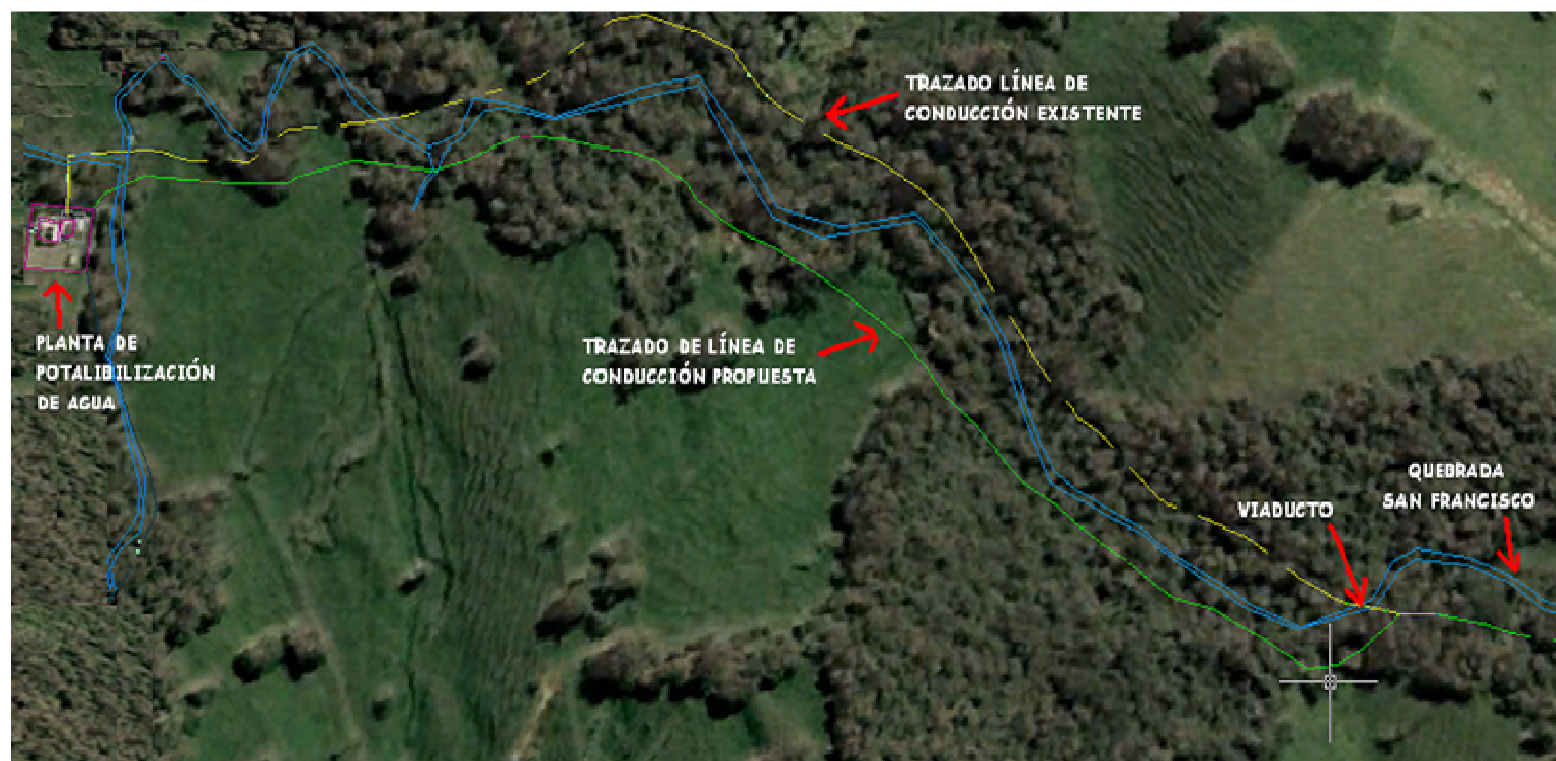 TRAZADO LÍNEA DE
CONDUCCIÓN EXISTENTE
TRAZADO DE LÍNEA DE
CONDUCCIÓN PROPUESTA
PLANTA DE
POTALIBILIZACIÓN
DE AGUA
VIADUCTO
QUEBRADA
SAN FRANCISCO